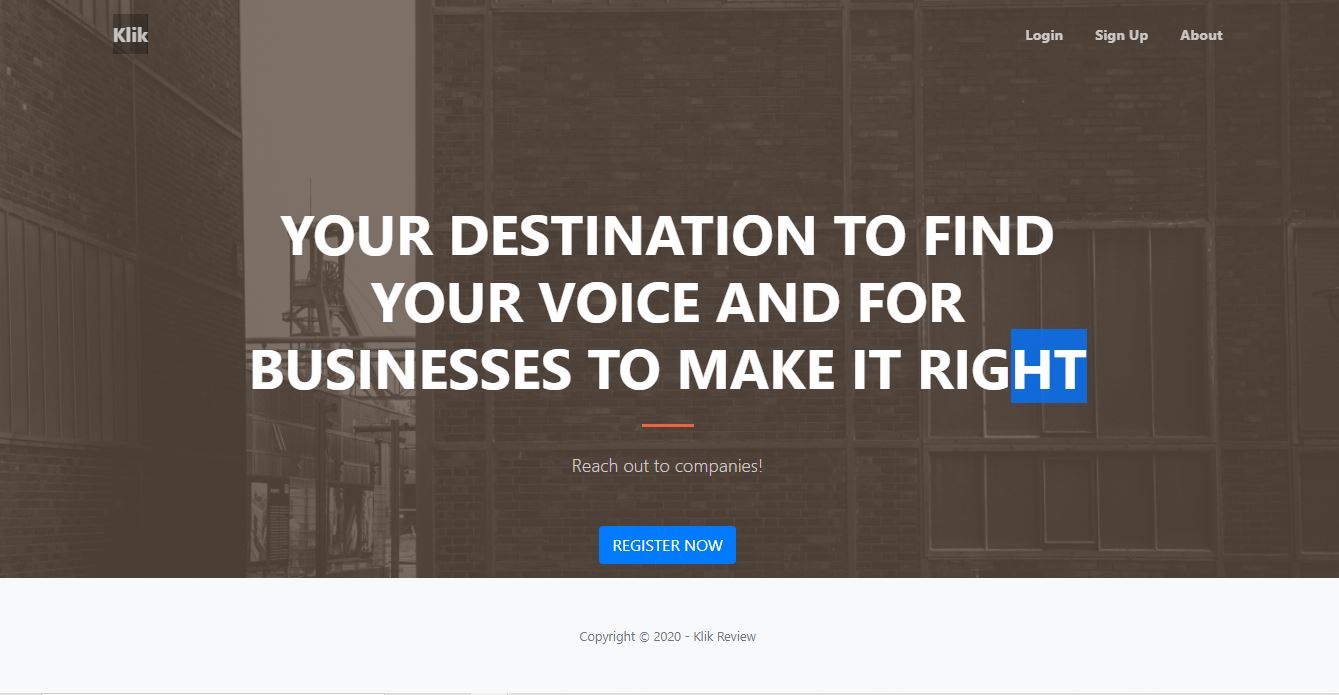 Klik
Login
Sign Up
About
YOUR DESTINATION TO FIND
YOUR VOICE AND FOR
BUSINESSES TO MAKE IT RIGHT
Reach out to companies!
REGISTER NOW
Copyright © 2020 - Klik Review